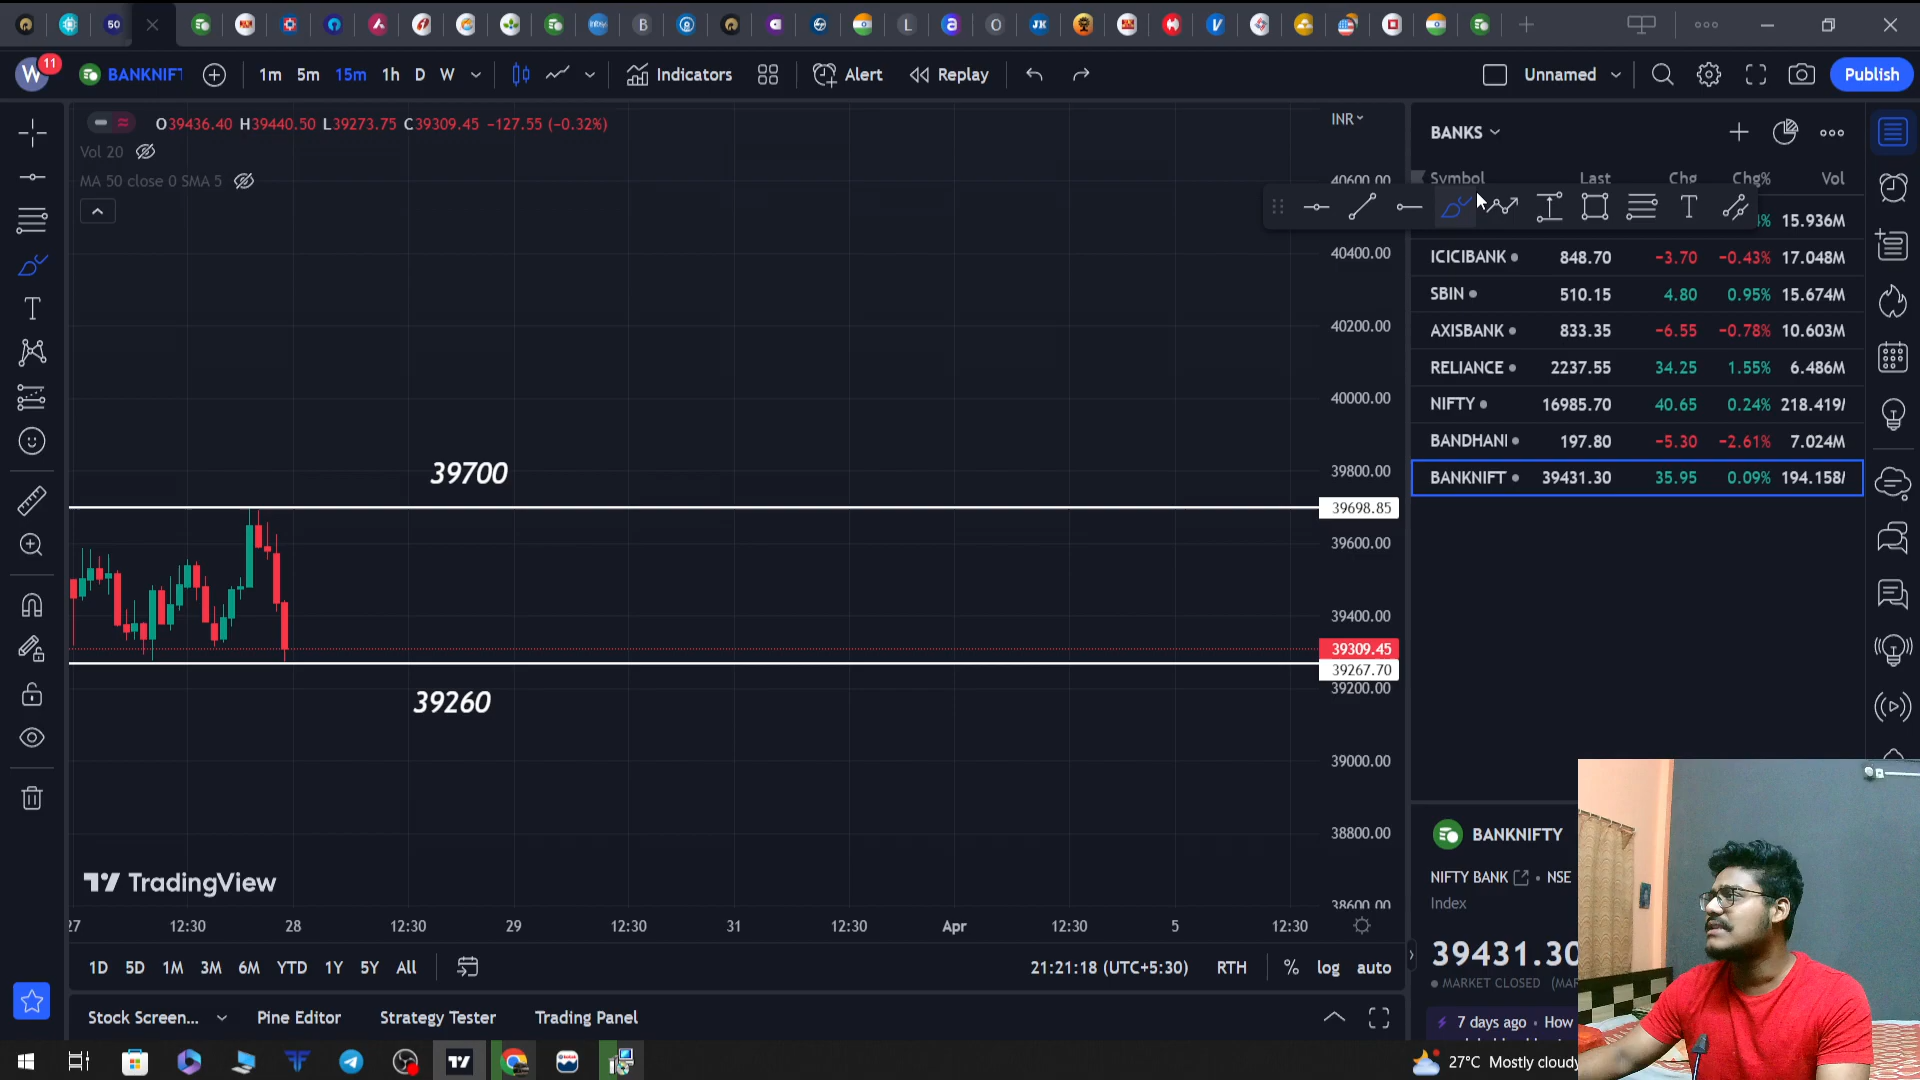 50
infosy
B
L
a
O
JK
V
W 11 BANKNIFT 1m 5m 15m 1h D W Indicators Alert Replay Unnamed Publish
O39436.40 H39440.50 L39273.75 C39309.45 −127.55 (−0.32%) INR
Vol 20
MA 50 close 0 SMA 5
BANKS
Symbol Last Chg Chg% Vol
% 15.936M
ICICIBANK 848.70 −3.70 −0.43% 17.048M
SBIN 510.15 4.80 0.95% 15.674M
AXISBANK 833.35 −6.55 −0.78% 10.603M
RELIANCE 2237.55 34.25 1.55% 6.486M
NIFTY 16985.70 40.65 0.24% 218.419
BANDHANI 197.80 −5.30 −2.61% 7.024M
BANKNIFT 39431.30 35.95 0.09% 194.158
40600.00
40400.00
40200.00
40000.00
39800.00
39698.85
39600.00
39400.00
39309.45
39267.70
39200.00
39000.00
38800.00
38600.00
39700
39260
TradingView
27 12:30 28 12:30 29 12:30 31 12:30 Apr 12:30 5 12:30
1D 5D 1M 3M 6M YTD 1Y 5Y All 21:21:18 (UTC+5:30) RTH % log auto
Stock Screen... Pine Editor Strategy Tester Trading Panel
BANKNIFTY
NIFTY BANK • NSE
Index
39431.30
MARKET CLOSED (MAR
7 days ago • How
27°C Mostly cloudy